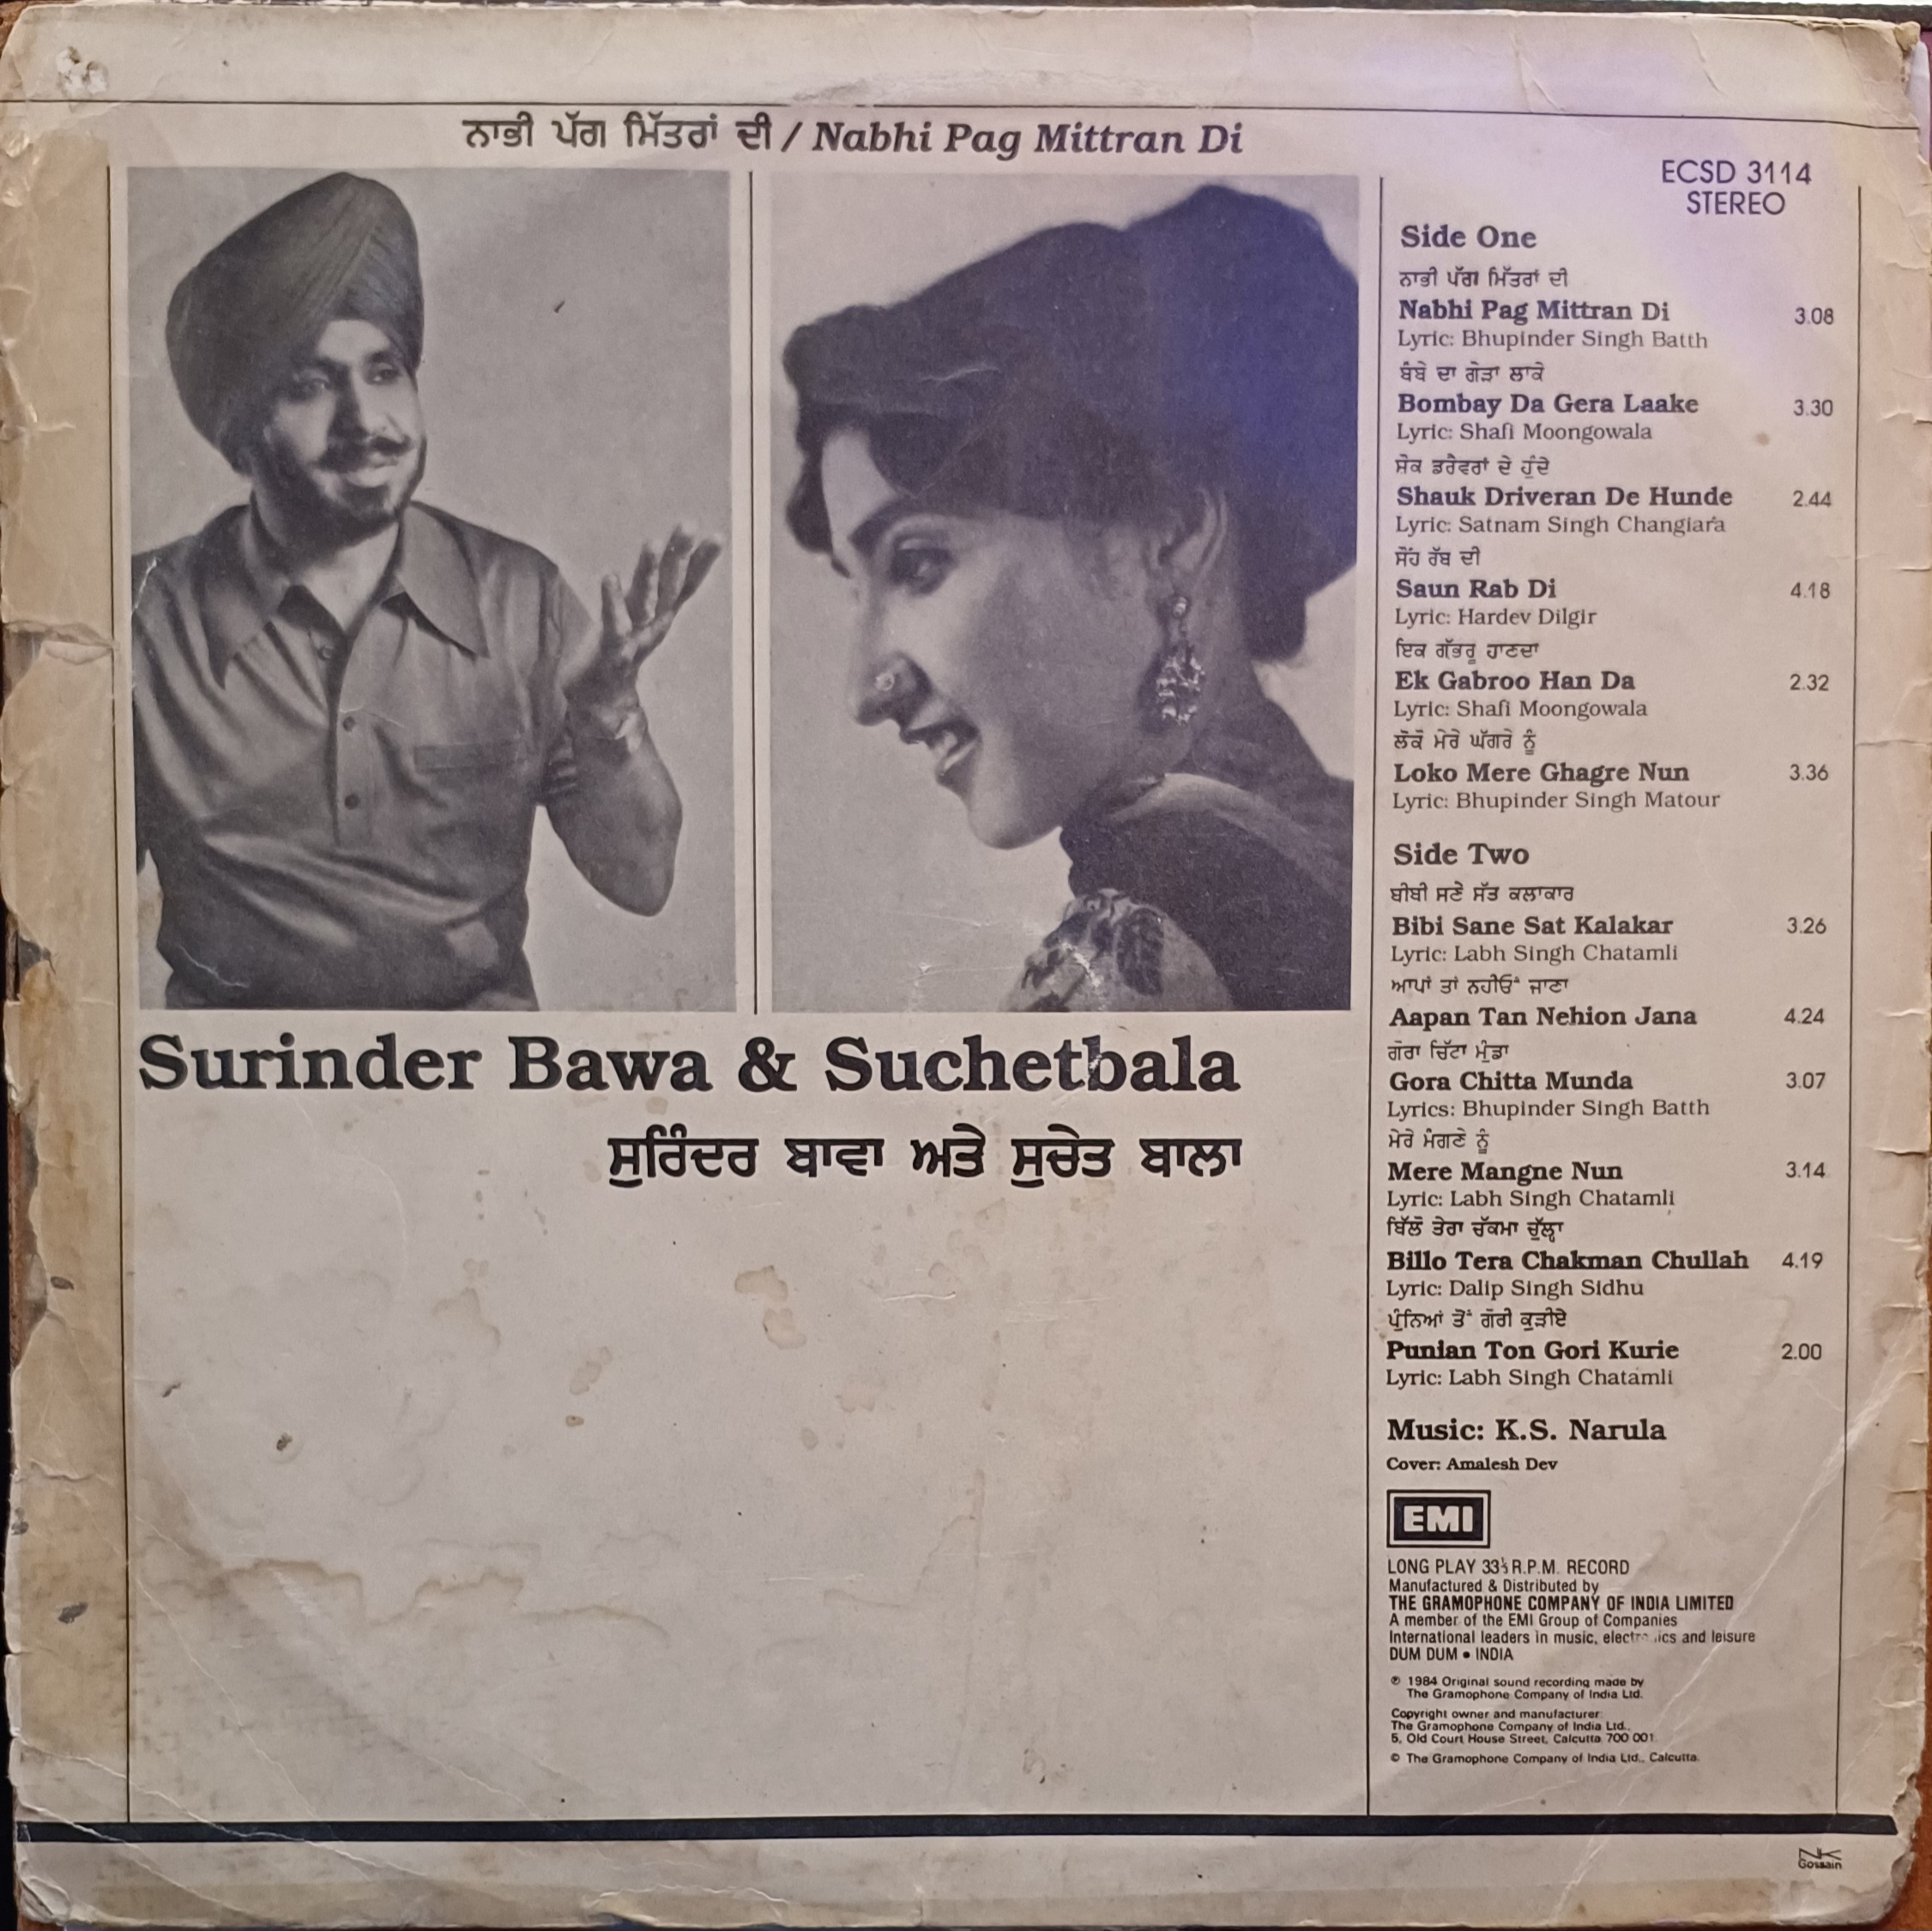 ਨਾਭੀ ਪੱਗ ਮਿੱਤਰਾਂ ਦੀ / Nabhi Pag Mittran Di
Surinder Bawa & Suchetbala
ਸੁਰਿੰਦਰ ਬਾਵਾ ਅਤੇ ਸੁਚੇਤ ਬਾਲਾ
ECSD 3114
STEREO
Side One
ਨਾਭੀ ਪੱਗ ਮਿੱਤਰਾਂ ਦੀ
Nabhi Pag Mittran Di 3.08
Lyric: Bhupinder Singh Batth
ਬੰਬੇ ਦਾ ਗੇੜਾ ਲਾਕੇ
Bombay Da Gera Laake 3.30
Lyric: Shafi Moongowala
ਸ਼ੋਕ ਡਰੈਵਰਾਂ ਦੇ ਹੁੰਦੇ
Shauk Driveran De Hunde 2.44
Lyric: Satnam Singh Changiara
ਸੌਂਹ ਰੱਬ ਦੀ
Saun Rab Di 4.18
Lyric: Hardev Dilgir
ਇਕ ਗੱਭਰੂ ਹਾਣਦਾ
Ek Gabroo Han Da 2.32
Lyric: Shafi Moongowala
ਲੋਕੋ ਮੇਰੇ ਘੱਗਰੇ ਨੂੰ
Loko Mere Ghagre Nun 3.36
Lyric: Bhupinder Singh Matour
Side Two
ਬੀਬੀ ਸਣੇ ਸੱਤ ਕਲਾਕਾਰ
Bibi Sane Sat Kalakar 3.26
Lyric: Labh Singh Chatamli
ਆਪਾਂ ਤਾਂ ਨਹੀਓਂ ਜਾਣਾ
Aapan Tan Nehion Jana 4.24
ਗੋਰਾ ਚਿੱਟਾ ਮੁੰਡਾ
Gora Chitta Munda 3.07
Lyrics: Bhupinder Singh Batth
ਮੇਰੇ ਮੰਗਣੇ ਨੂੰ
Mere Mangne Nun 3.14
Lyric: Labh Singh Chatamli
ਬਿੱਲੋ ਤੇਰਾ ਚੱਕਮਾ ਚੁੱਲ੍ਹਾ
Billo Tera Chakman Chullah 4.19
Lyric: Dalip Singh Sidhu
ਪੁੰਨਿਆਂ ਤੋਂ ਗੋਰੀ ਕੁੜੀਏ
Punian Ton Gori Kurie 2.00
Lyric: Labh Singh Chatamli
Music: K.S. Narula
Cover: Amalesh Dev
EMI
LONG PLAY 33⅓ R.P.M. RECORD
Manufactured & Distributed by
THE GRAMOPHONE COMPANY OF INDIA LIMITED
A member of the EMI Group of Companies
International leaders in music, electronics and leisure
DUM DUM • INDIA
℗ 1984 Original sound recording made by
The Gramophone Company of India Ltd.
Copyright owner and manufacturer:
The Gramophone Company of India Ltd.,
5, Old Court House Street, Calcutta 700 001.
© The Gramophone Company of India Ltd., Calcutta.
NK
Gossain